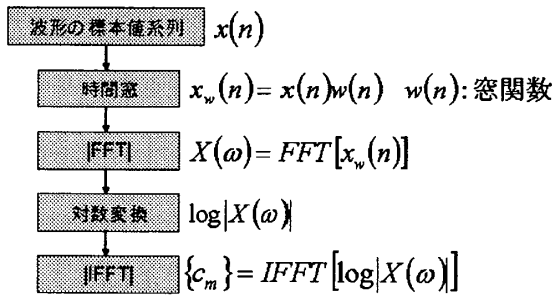 波形の標本値系列 x(n)
時間窓 x_w(n)= x(n)w(n) w(n): 窓関数
|FFT| X(ω)= FFT[x_w(n)]
対数変換 log|X(ω)|
|IFFT| {c_m}= IFFT[log|X(ω)|]